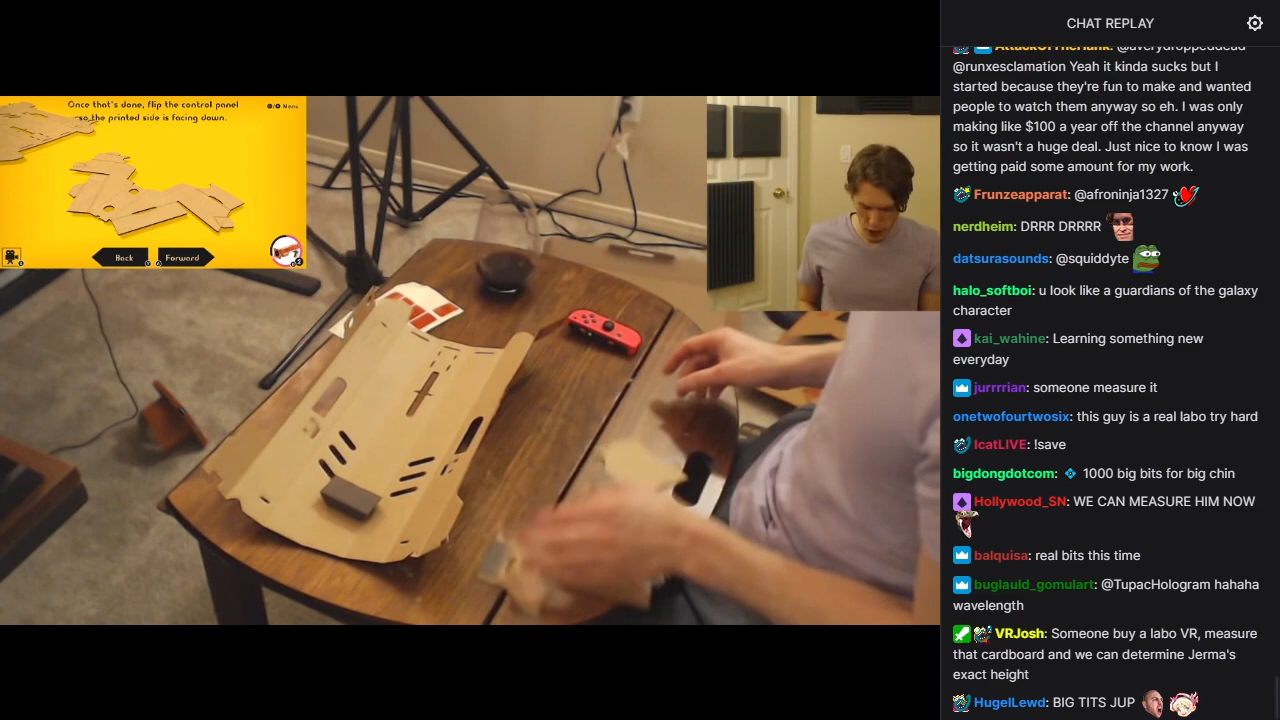 Once that's done, flip the control panel
so the printed side is facing down.
Menu
Back
Forward
CHAT REPLAY
AttackOfTheHank: @averydroppeddead
@runxesclamation Yeah it kinda sucks but I
started because they're fun to make and wanted
people to watch them anyway so eh. I was only
making like $100 a year off the channel anyway
so it wasn't a huge deal. Just nice to know I was
getting paid some amount for my work.
Frunzeapparat: @afroninja1327
nerdheim: DRRR DRRRR
datsurasounds: @squiddyte
halo_softboi: u look like a guardians of the galaxy
character
kai_wahine: Learning something new
everyday
jurrrrian: someone measure it
onetwofourtwosix: this guy is a real labo try hard
IcatLIVE: !save
bigdongdotcom: 1000 big bits for big chin
Hollywood_SN: WE CAN MEASURE HIM NOW
balquisa: real bits this time
buglauld_gomulart: @TupacHologram hahaha
wavelength
VRJosh: Someone buy a labo VR, measure
that cardboard and we can determine Jerma's
exact height
HugelLewd: BIG TITS JUP